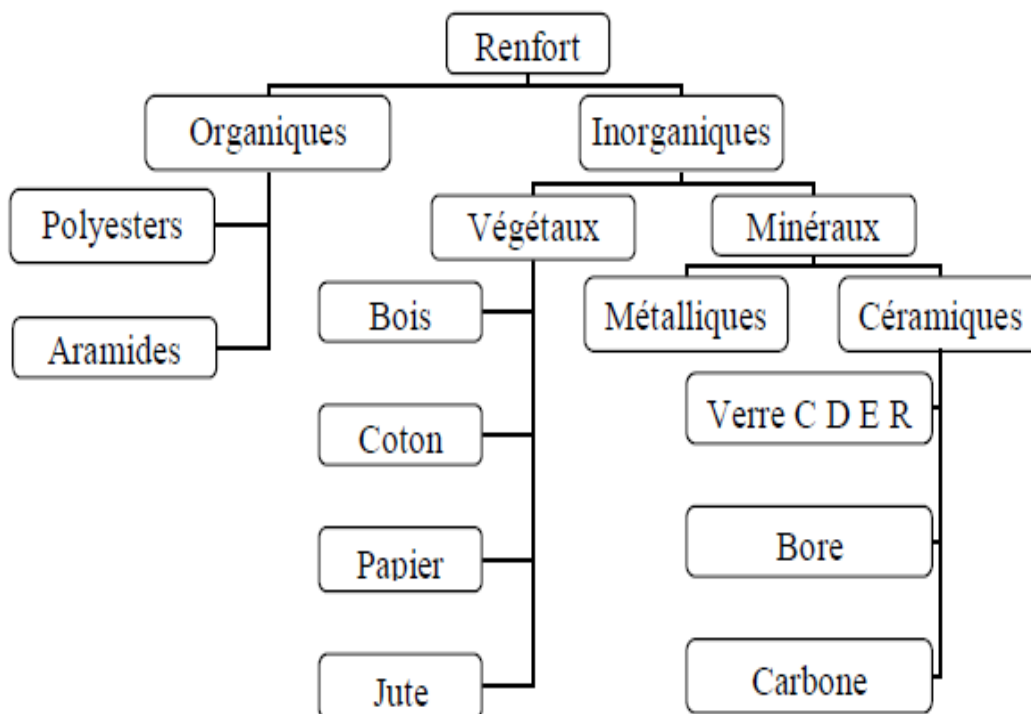 Renfort
Organiques
Inorganiques
Polyesters
Végétaux
Minéraux
Bois
Métalliques
Céramiques
Aramides
Verre C D E R
Coton
Bore
Papier
Carbone
Jute